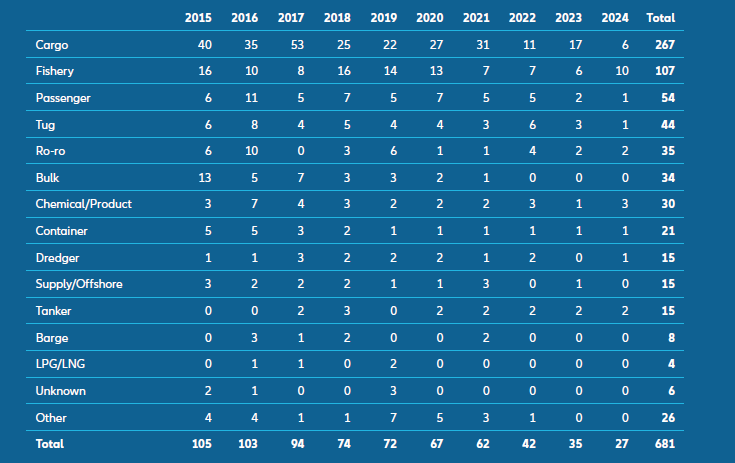 2015 2016 2017 2018 2019 2020 2021 2022 2023 2024 Total
Cargo 40 35 53 25 22 27 31 11 17 6 267
Fishery 16 10 8 16 14 13 7 7 6 10 107
Passenger 6 11 5 7 5 7 5 5 2 1 54
Tug 6 8 4 5 4 4 3 6 3 1 44
Ro-ro 6 10 0 3 6 1 1 4 2 2 35
Bulk 13 5 7 3 3 2 1 0 0 0 34
Chemical/Product 3 7 4 3 2 2 2 3 1 3 30
Container 5 5 3 2 1 1 1 1 1 1 21
Dredger 1 1 3 2 2 2 1 2 0 1 15
Supply/Offshore 3 2 2 2 1 1 3 0 1 0 15
Tanker 0 0 2 3 0 2 2 2 2 2 15
Barge 0 3 1 2 0 0 2 0 0 0 8
LPG/LNG 0 1 1 0 2 0 0 0 0 0 4
Unknown 2 1 0 0 3 0 0 0 0 0 6
Other 4 4 1 1 7 5 3 1 0 0 26
Total 105 103 94 74 72 67 62 42 35 27 681